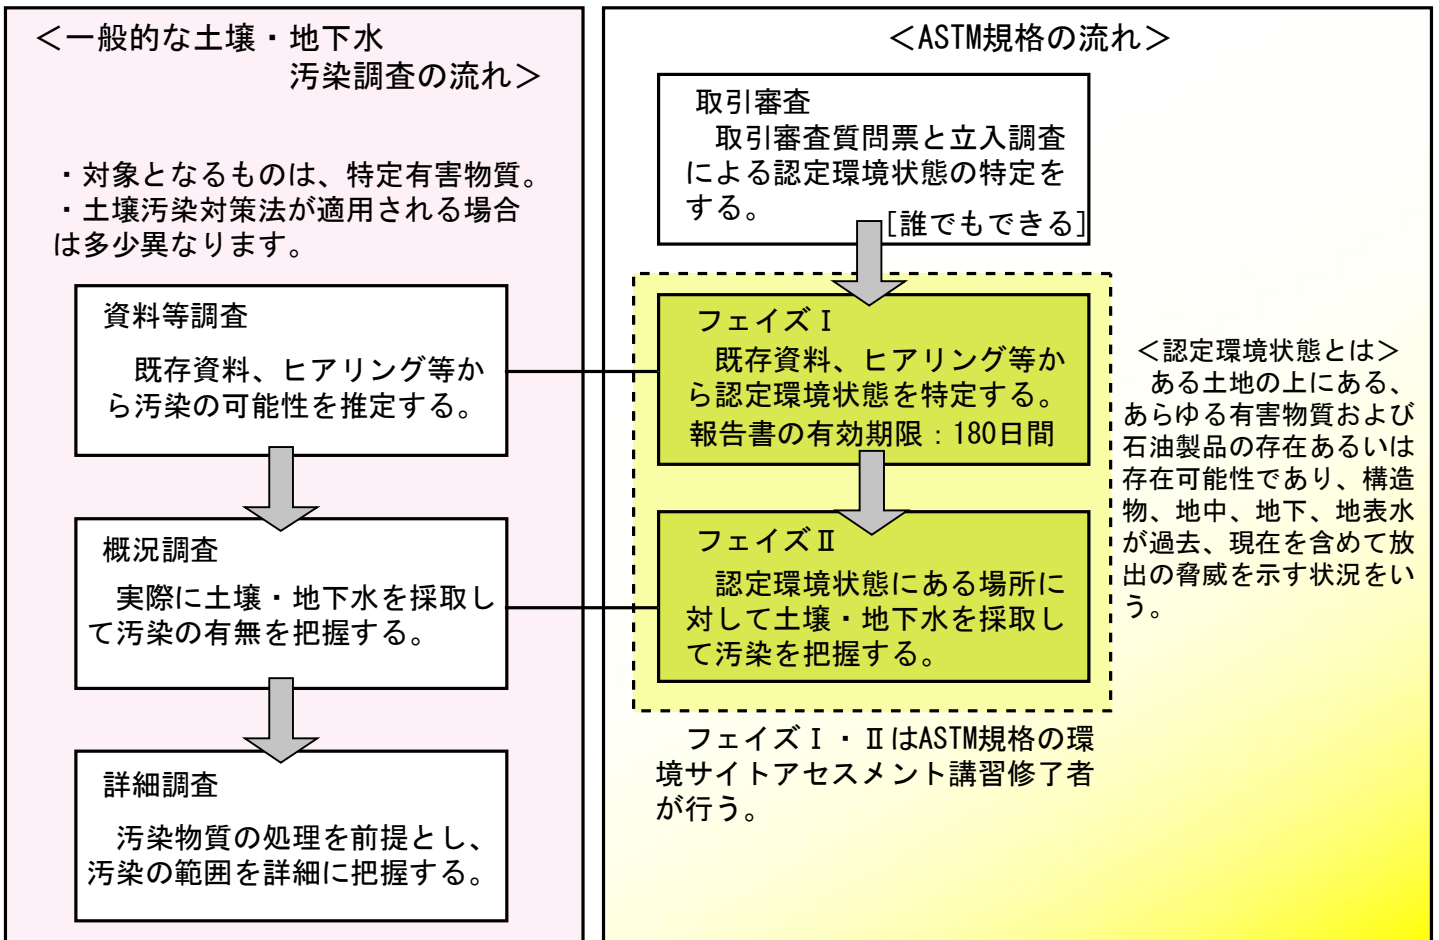 ＜一般的な土壌・地下水
汚染調査の流れ＞
・対象となるものは、特定有害物質。
・土壌汚染対策法が適用される場合
は多少異なります。
資料等調査
既存資料、ヒアリング等か
ら汚染の可能性を推定する。
概況調査
実際に土壌・地下水を採取し
て汚染の有無を把握する。
詳細調査
汚染物質の処理を前提とし、
汚染の範囲を詳細に把握する。
＜ASTM規格の流れ＞
取引審査
取引審査質問票と立入調査
による認定環境状態の特定を
する。
[誰でもできる]
フェイズⅠ
既存資料、ヒアリング等か
ら認定環境状態を特定する。
報告書の有効期限：180日間
フェイズⅡ
認定環境状態にある場所に
対して土壌・地下水を採取し
て汚染を把握する。
フェイズⅠ・ⅡはASTM規格の環
境サイトアセスメント講習修了者
が行う。
＜認定環境状態とは＞
ある土地の上にある、
あらゆる有害物質および
石油製品の存在あるいは
存在可能性であり、構造
物、地中、地下、地表水
が過去、現在を含めて放
出の脅威を示す状況をい
う。